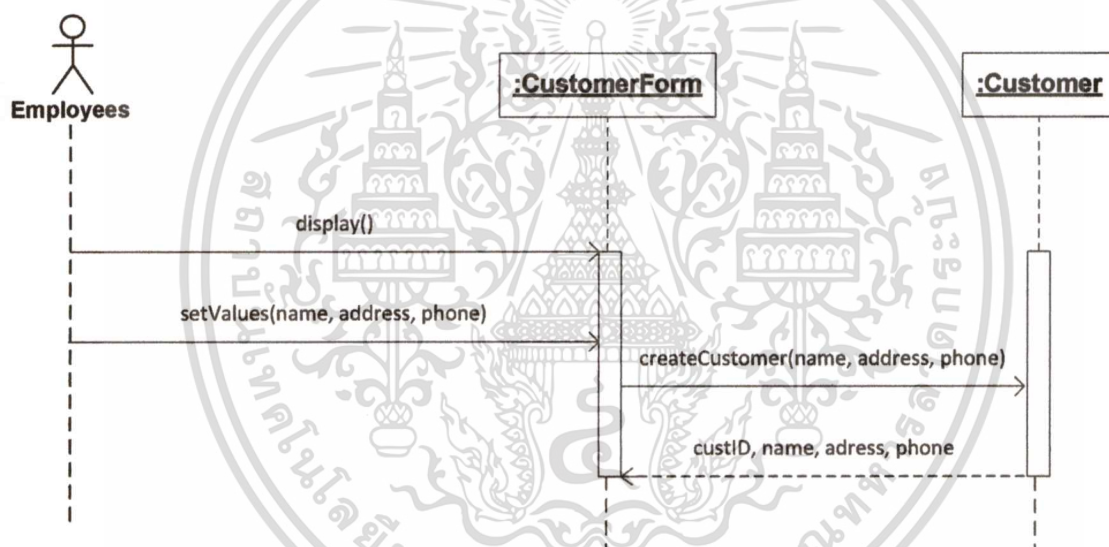 :CustomerForm
:Customer
Employees
display()
setValues(name, address, phone)
createCustomer(name, address, phone)
custID, name, adress, phone